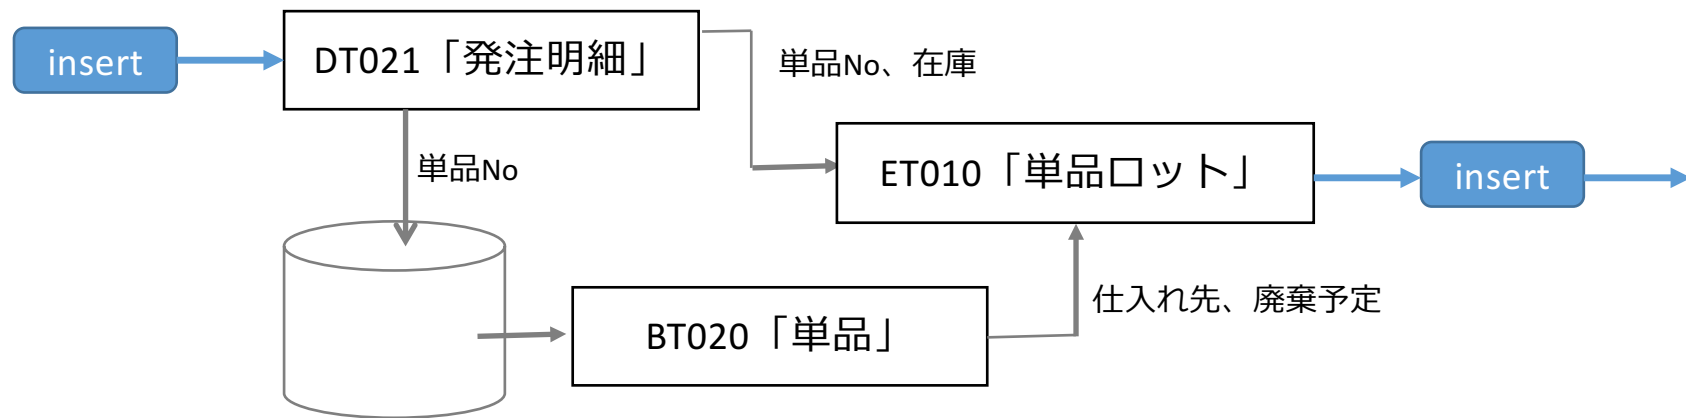 insert
DT021「発注明細」
単品No、在庫
単品No
ET010「単品ロット」
insert
BT020「単品」
仕入れ先、廃棄予定